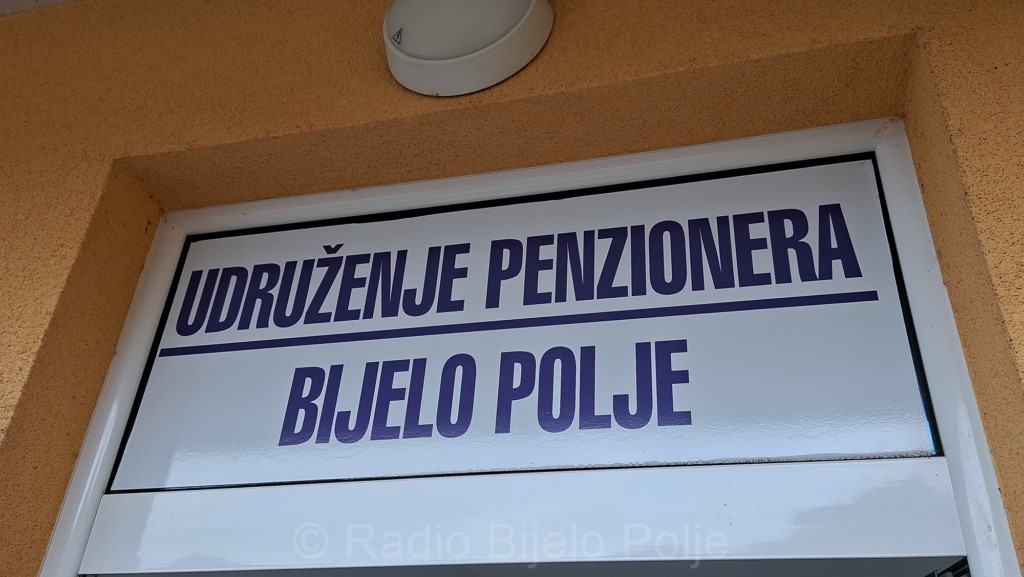 UDRUŽENJE PENZIONERA
BIJELO POLJE
© Radio Bijelo Polje